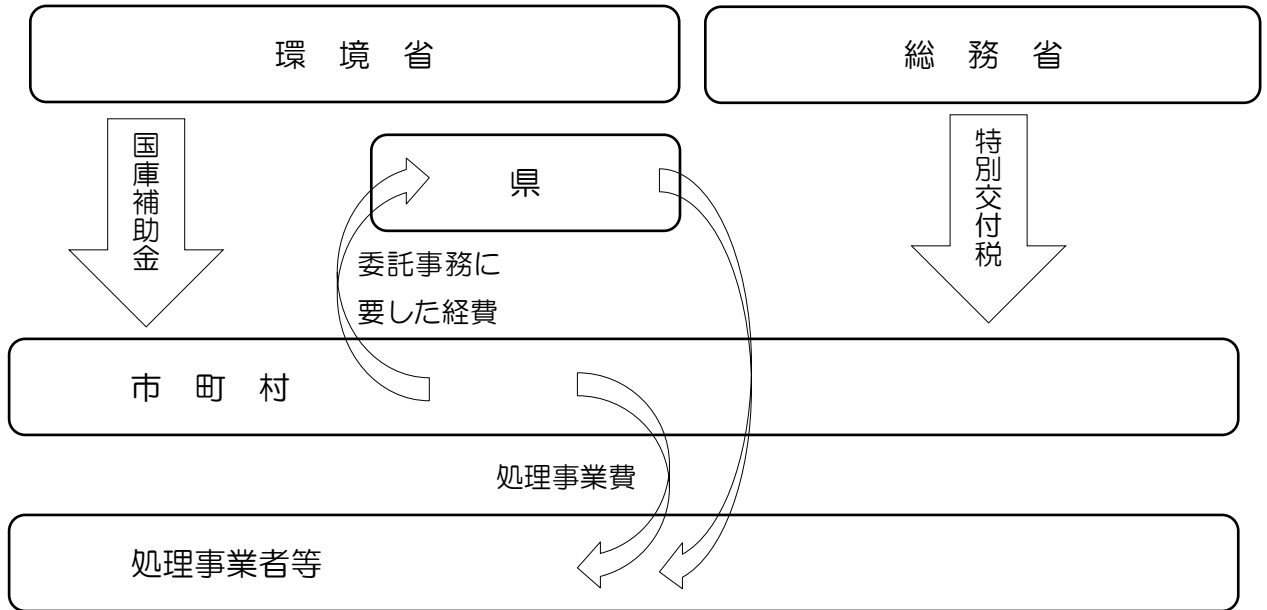 環境省
総務省
国庫補助金
県
特別交付税
委託事務に
要した経費
市町村
処理事業費
処理事業者等